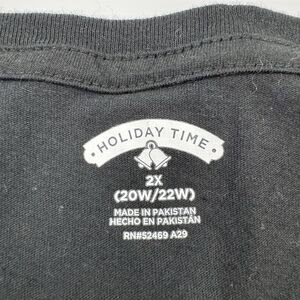 HOLIDAY TIME
2X
(20W/22W)
MADE IN PAKISTAN
HECHO EN PAKISTÁN
RN#52469 A29